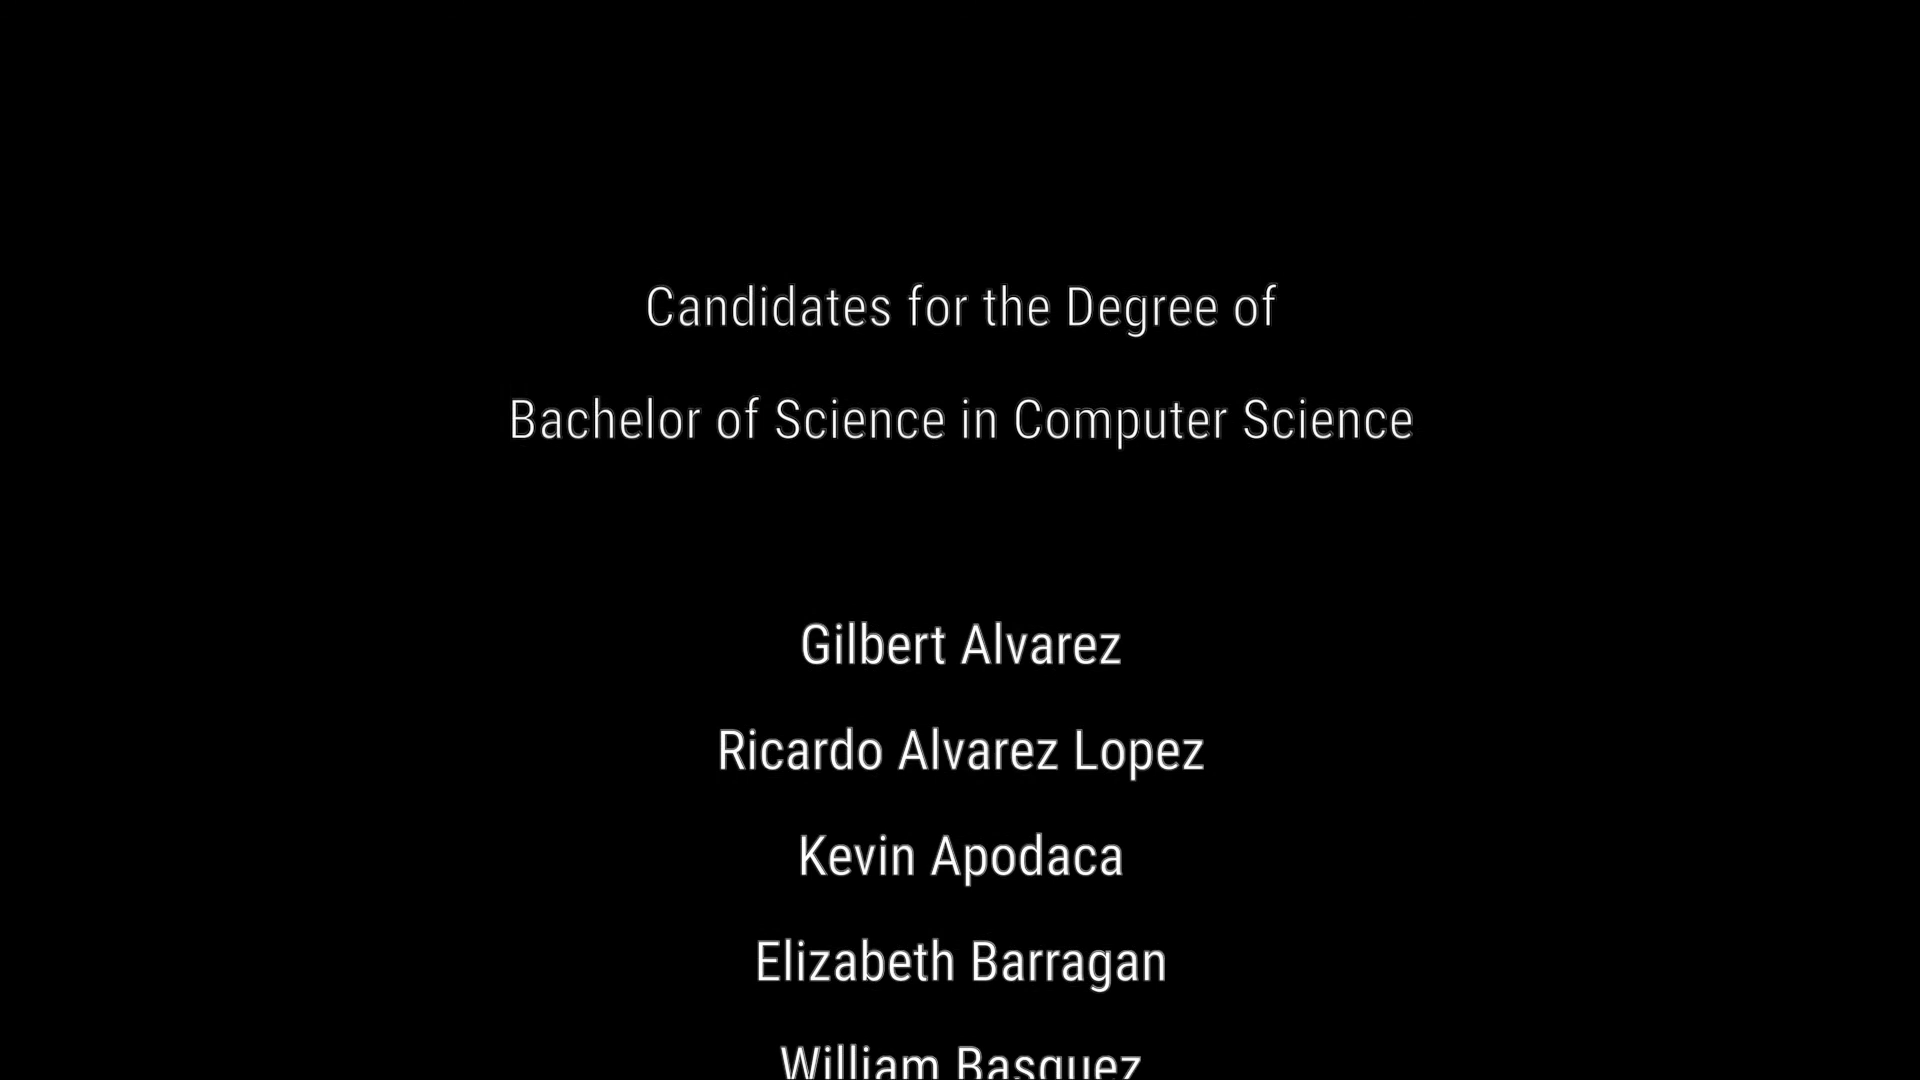 Candidates for the Degree of
Bachelor of Science in Computer Science
Gilbert Alvarez
Ricardo Alvarez Lopez
Kevin Apodaca
Elizabeth Barragan
William Basquez